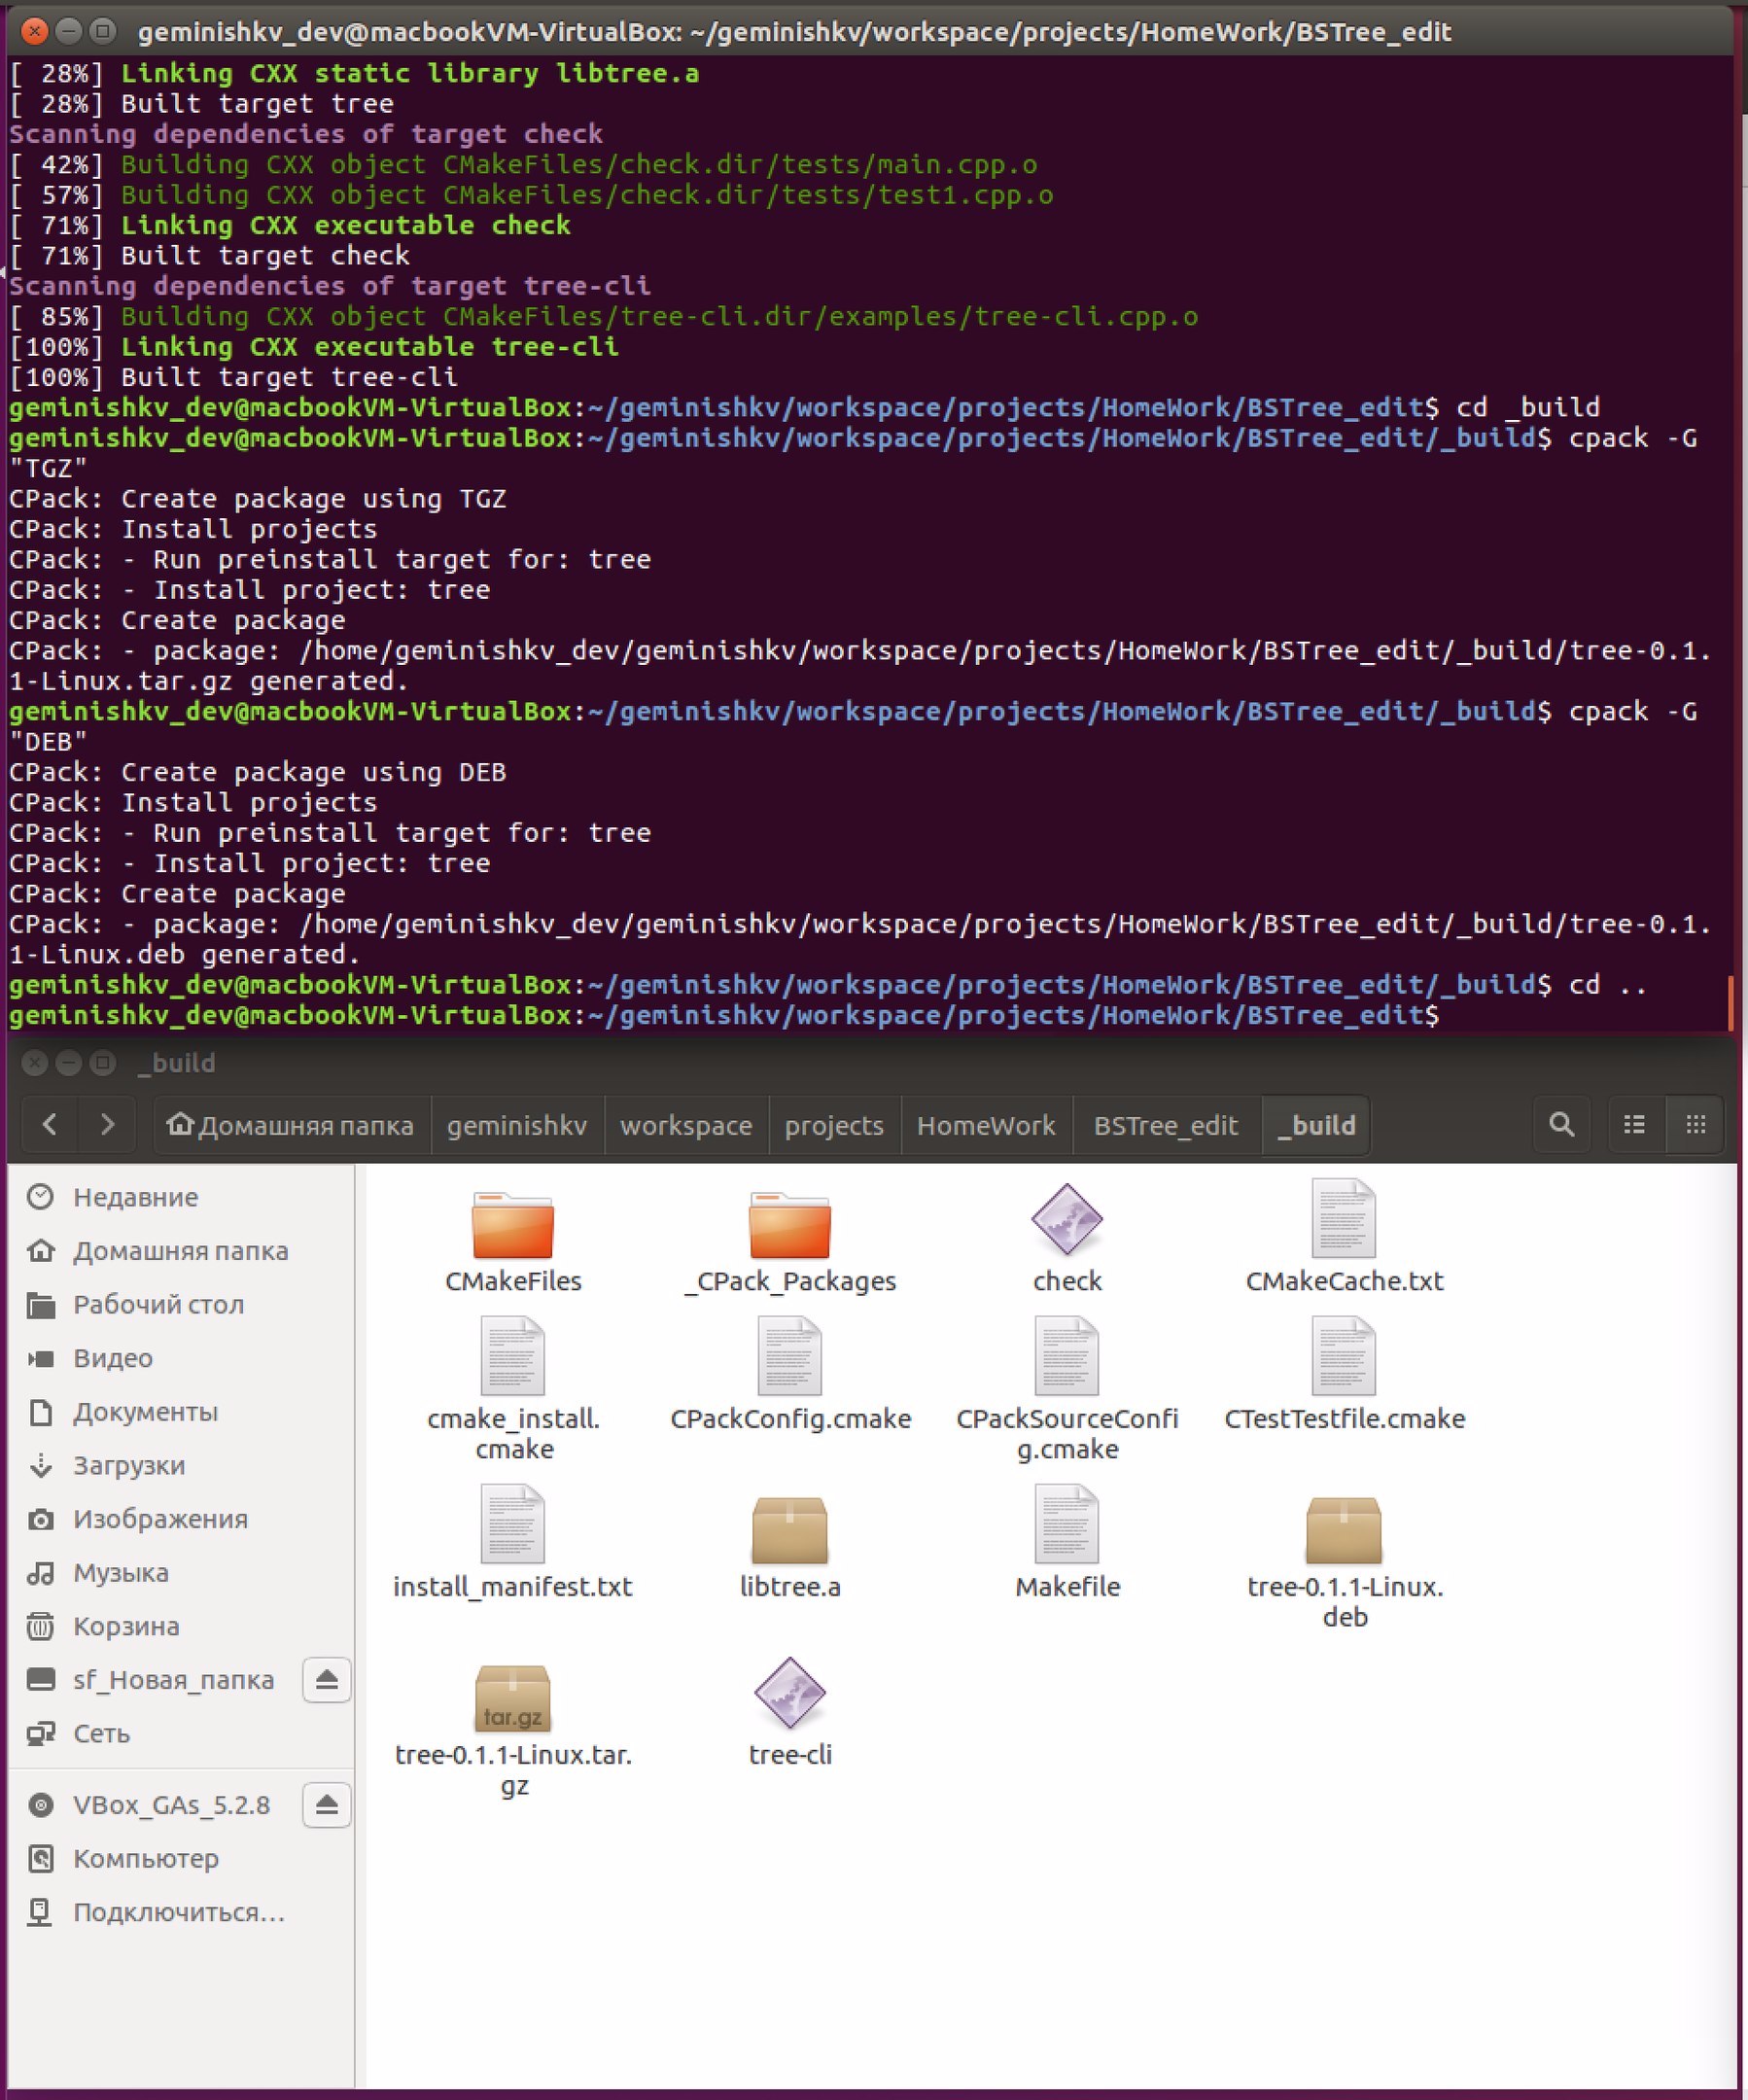 geminishkv_dev@macbookVM-VirtualBox: ~/geminishkv/workspace/projects/HomeWork/BSTree_edit
[ 28%] Linking CXX static library libtree.a
[ 28%] Built target tree
Scanning dependencies of target check
[ 42%] Building CXX object CMakeFiles/check.dir/tests/main.cpp.o
[ 57%] Building CXX object CMakeFiles/check.dir/tests/test1.cpp.o
[ 71%] Linking CXX executable check
[ 71%] Built target check
Scanning dependencies of target tree-cli
[ 85%] Building CXX object CMakeFiles/tree-cli.dir/examples/tree-cli.cpp.o
[100%] Linking CXX executable tree-cli
[100%] Built target tree-cli
geminishkv_dev@macbookVM-VirtualBox:~/geminishkv/workspace/projects/HomeWork/BSTree_edit$ cd _build
geminishkv_dev@macbookVM-VirtualBox:~/geminishkv/workspace/projects/HomeWork/BSTree_edit/_build$ cpack -G
"TGZ"
CPack: Create package using TGZ
CPack: Install projects
CPack: - Run preinstall target for: tree
CPack: - Install project: tree
CPack: Create package
CPack: - package: /home/geminishkv_dev/geminishkv/workspace/projects/HomeWork/BSTree_edit/_build/tree-0.1.
1-Linux.tar.gz generated.
geminishkv_dev@macbookVM-VirtualBox:~/geminishkv/workspace/projects/HomeWork/BSTree_edit/_build$ cpack -G
"DEB"
CPack: Create package using DEB
CPack: Install projects
CPack: - Run preinstall target for: tree
CPack: - Install project: tree
CPack: Create package
CPack: - package: /home/geminishkv_dev/geminishkv/workspace/projects/HomeWork/BSTree_edit/_build/tree-0.1.
1-Linux.deb generated.
geminishkv_dev@macbookVM-VirtualBox:~/geminishkv/workspace/projects/HomeWork/BSTree_edit/_build$ cd ..
geminishkv_dev@macbookVM-VirtualBox:~/geminishkv/workspace/projects/HomeWork/BSTree_edit$
_build
Домашняя папка geminishkv workspace projects HomeWork BSTree_edit _build
Недавние
Домашняя папка
Рабочий стол
Видео
Документы
Загрузки
Изображения
Музыка
Корзина
sf_Новая_папка
Сеть
VBox_GAs_5.2.8
Компьютер
Подключиться…
CMakeFiles
_CPack_Packages
check
CMakeCache.txt
cmake_install.
cmake
CPackConfig.cmake
CPackSourceConfi
g.cmake
CTestTestfile.cmake
install_manifest.txt
libtree.a
Makefile
tree-0.1.1-Linux.
deb
tar.gz
tree-0.1.1-Linux.tar.
gz
tree-cli